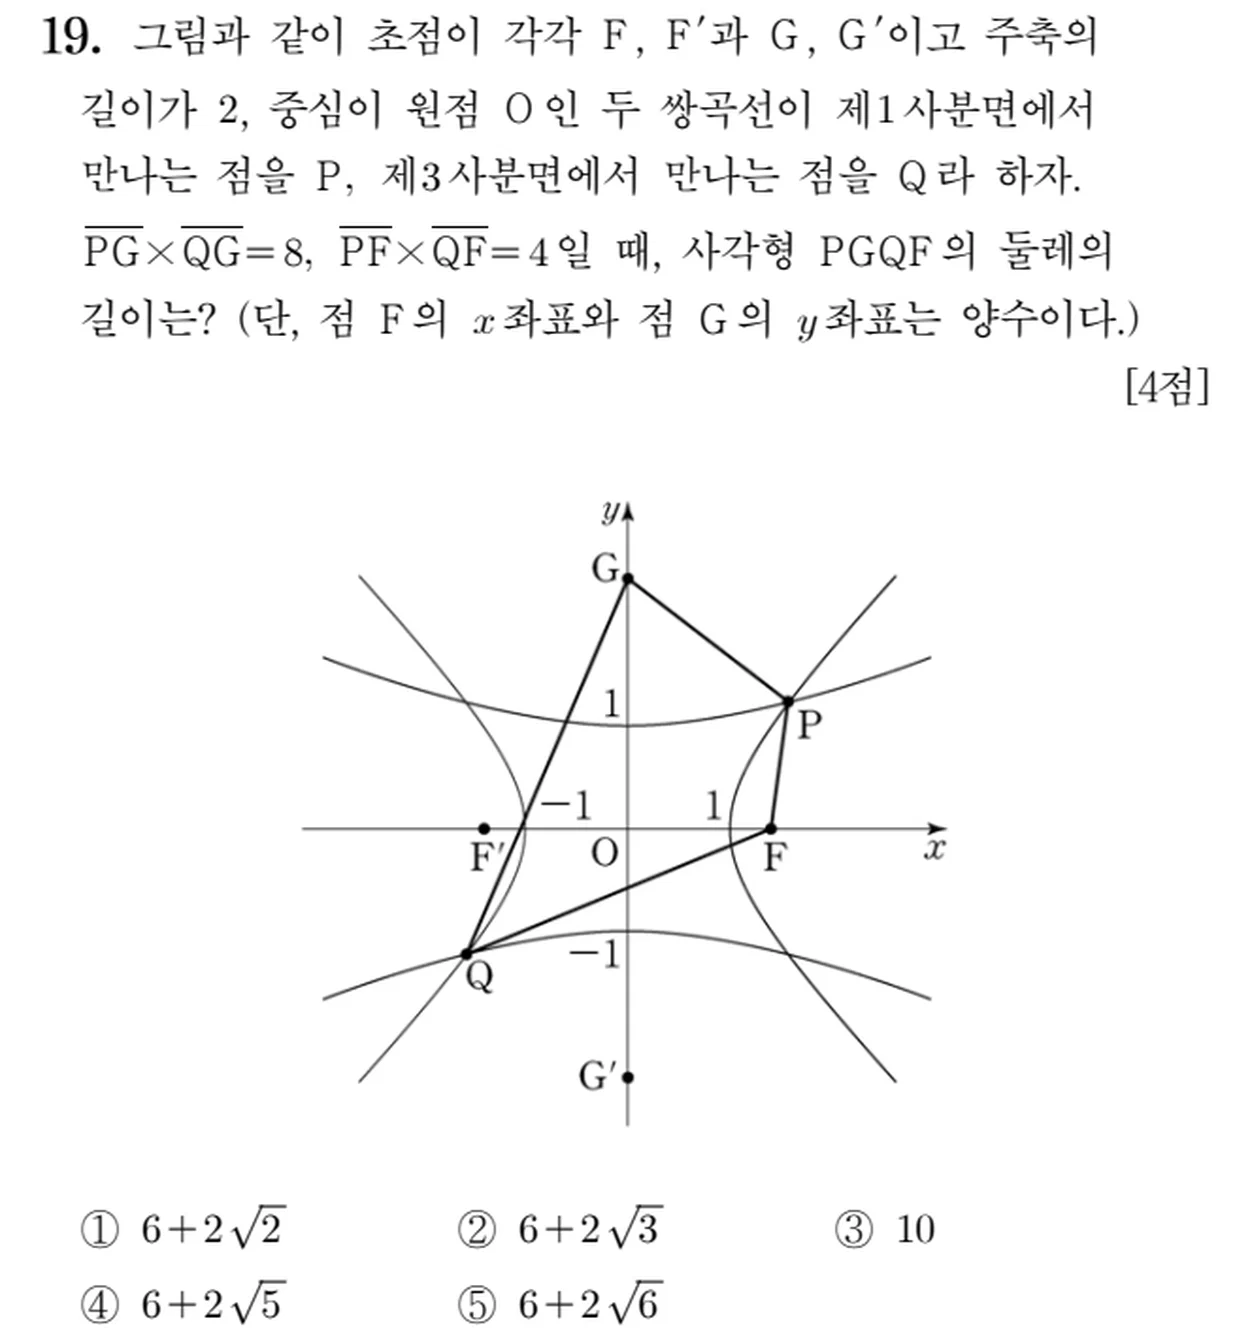 19. 그림과 같이 초점이 각각 F, F′과 G, G′이고 주축의
길이가 2, 중심이 원점 O인 두 쌍곡선이 제1사분면에서
만나는 점을 P, 제3사분면에서 만나는 점을 Q라 하자.
$\overline{PG}$×$\overline{QG}$=8, $\overline{PF}$×$\overline{QF}$=4일 때, 사각형 PGQF의 둘레의
길이는? (단, 점 F의 x좌표와 점 G의 y좌표는 양수이다.)
[4점]
y
G
1
P
−1
1
F′
O
F
x
−1
Q
G′
① 6+2√2
② 6+2√3
③ 10
④ 6+2√5
⑤ 6+2√6